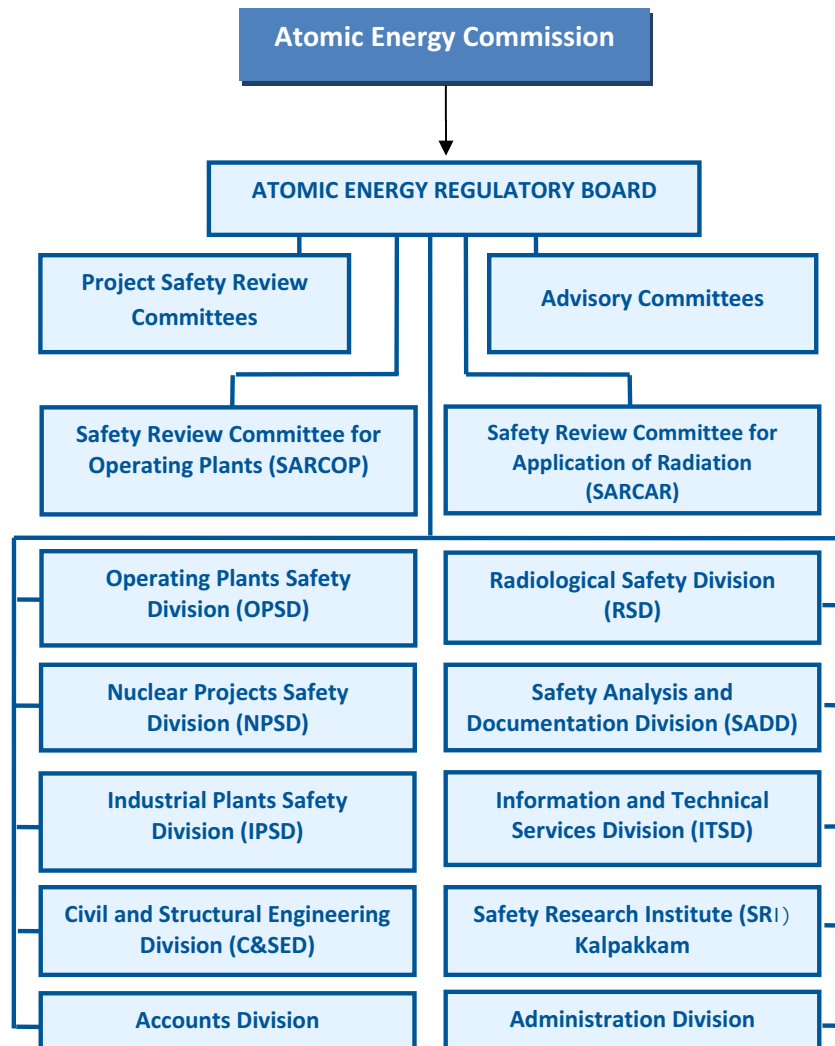 Atomic Energy Commission
ATOMIC ENERGY REGULATORY BOARD
Project Safety Review
Committees
Advisory Committees
Safety Review Committee for
Operating Plants (SARCOP)
Safety Review Committee for
Application of Radiation
(SARCAR)
Operating Plants Safety
Division (OPSD)
Radiological Safety Division
(RSD)
Nuclear Projects Safety
Division (NPSD)
Safety Analysis and
Documentation Division (SADD)
Industrial Plants Safety
Division (IPSD)
Information and Technical
Services Division (ITSD)
Civil and Structural Engineering
Division (C&SED)
Safety Research Institute (SRI)
Kalpakkam
Accounts Division
Administration Division